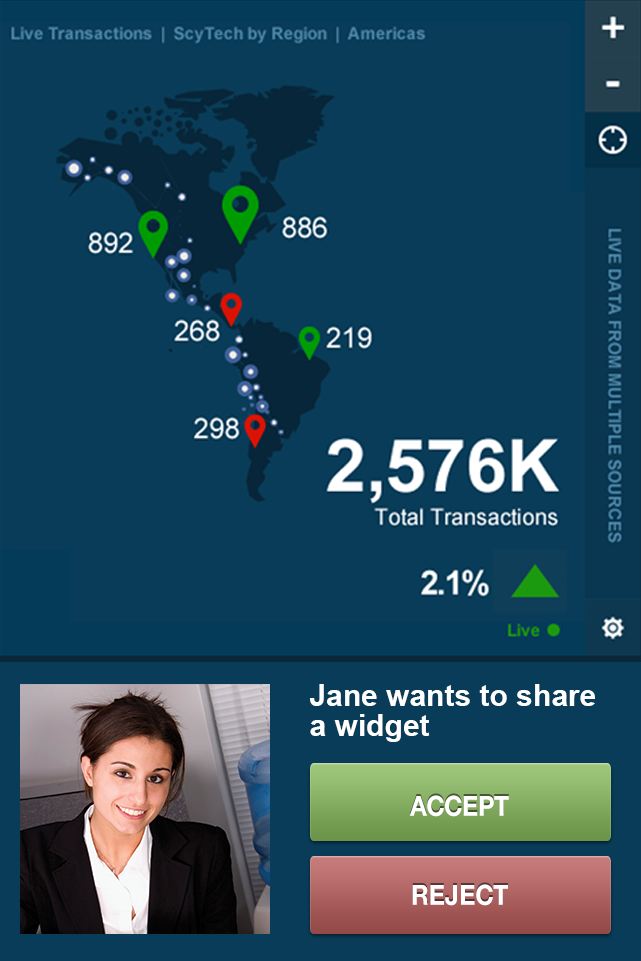 Live Transactions | ScyTech by Region | Americas
+
-
892
886
268
219
298
2,576K
Total Transactions
2.1%
Live
LIVE DATA FROM MULTIPLE SOURCES
Jane wants to share
a widget
ACCEPT
REJECT